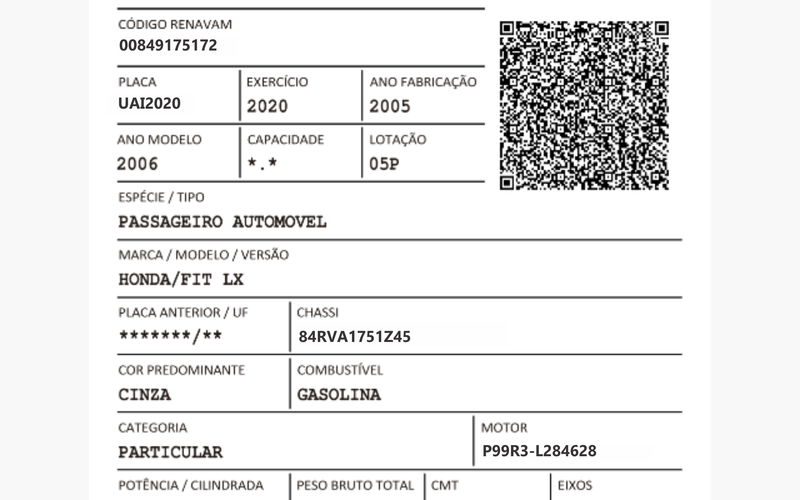 CÓDIGO RENAVAM
00849175172
PLACA EXERCÍCIO ANO FABRICAÇÃO
UAI2020 2020 2005
ANO MODELO CAPACIDADE LOTAÇÃO
2006 *.* 05P
ESPÉCIE / TIPO
PASSAGEIRO AUTOMOVEL
MARCA / MODELO / VERSÃO
HONDA/FIT LX
PLACA ANTERIOR / UF CHASSI
*******/** 84RVA1751Z45
COR PREDOMINANTE COMBUSTÍVEL
CINZA GASOLINA
CATEGORIA MOTOR
PARTICULAR P99R3-L284628
POTÊNCIA / CILINDRADA PESO BRUTO TOTAL CMT EIXOS